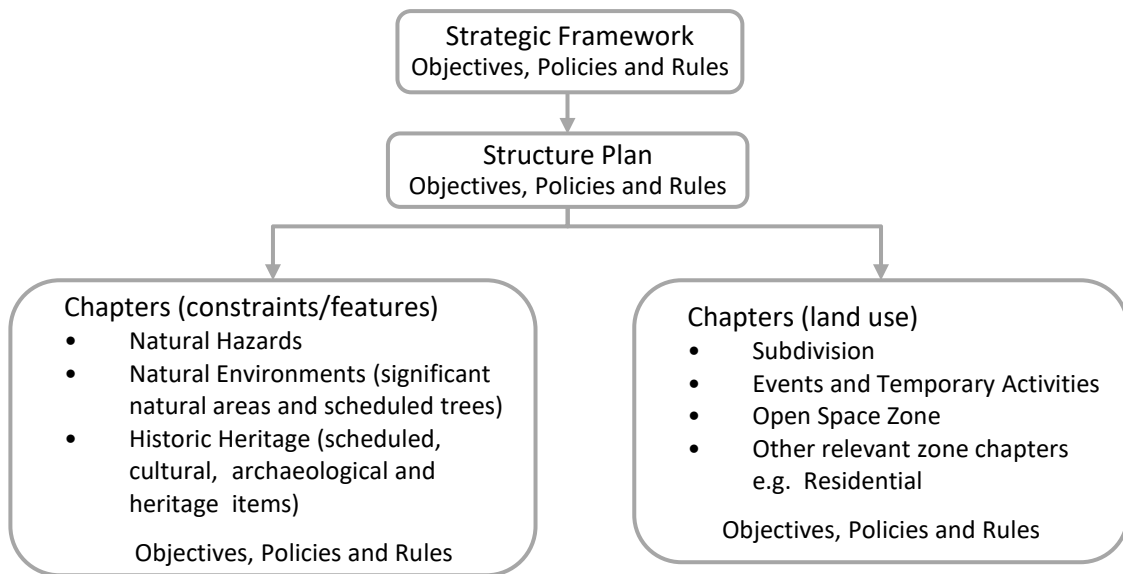 Strategic Framework
Objectives, Policies and Rules
Structure Plan
Objectives, Policies and Rules
Chapters (constraints/features)
• Natural Hazards
• Natural Environments (significant
natural areas and scheduled trees)
• Historic Heritage (scheduled,
cultural, archaeological and
heritage items)
Objectives, Policies and Rules
Chapters (land use)
• Subdivision
• Events and Temporary Activities
• Open Space Zone
• Other relevant zone chapters
e.g. Residential
Objectives, Policies and Rules